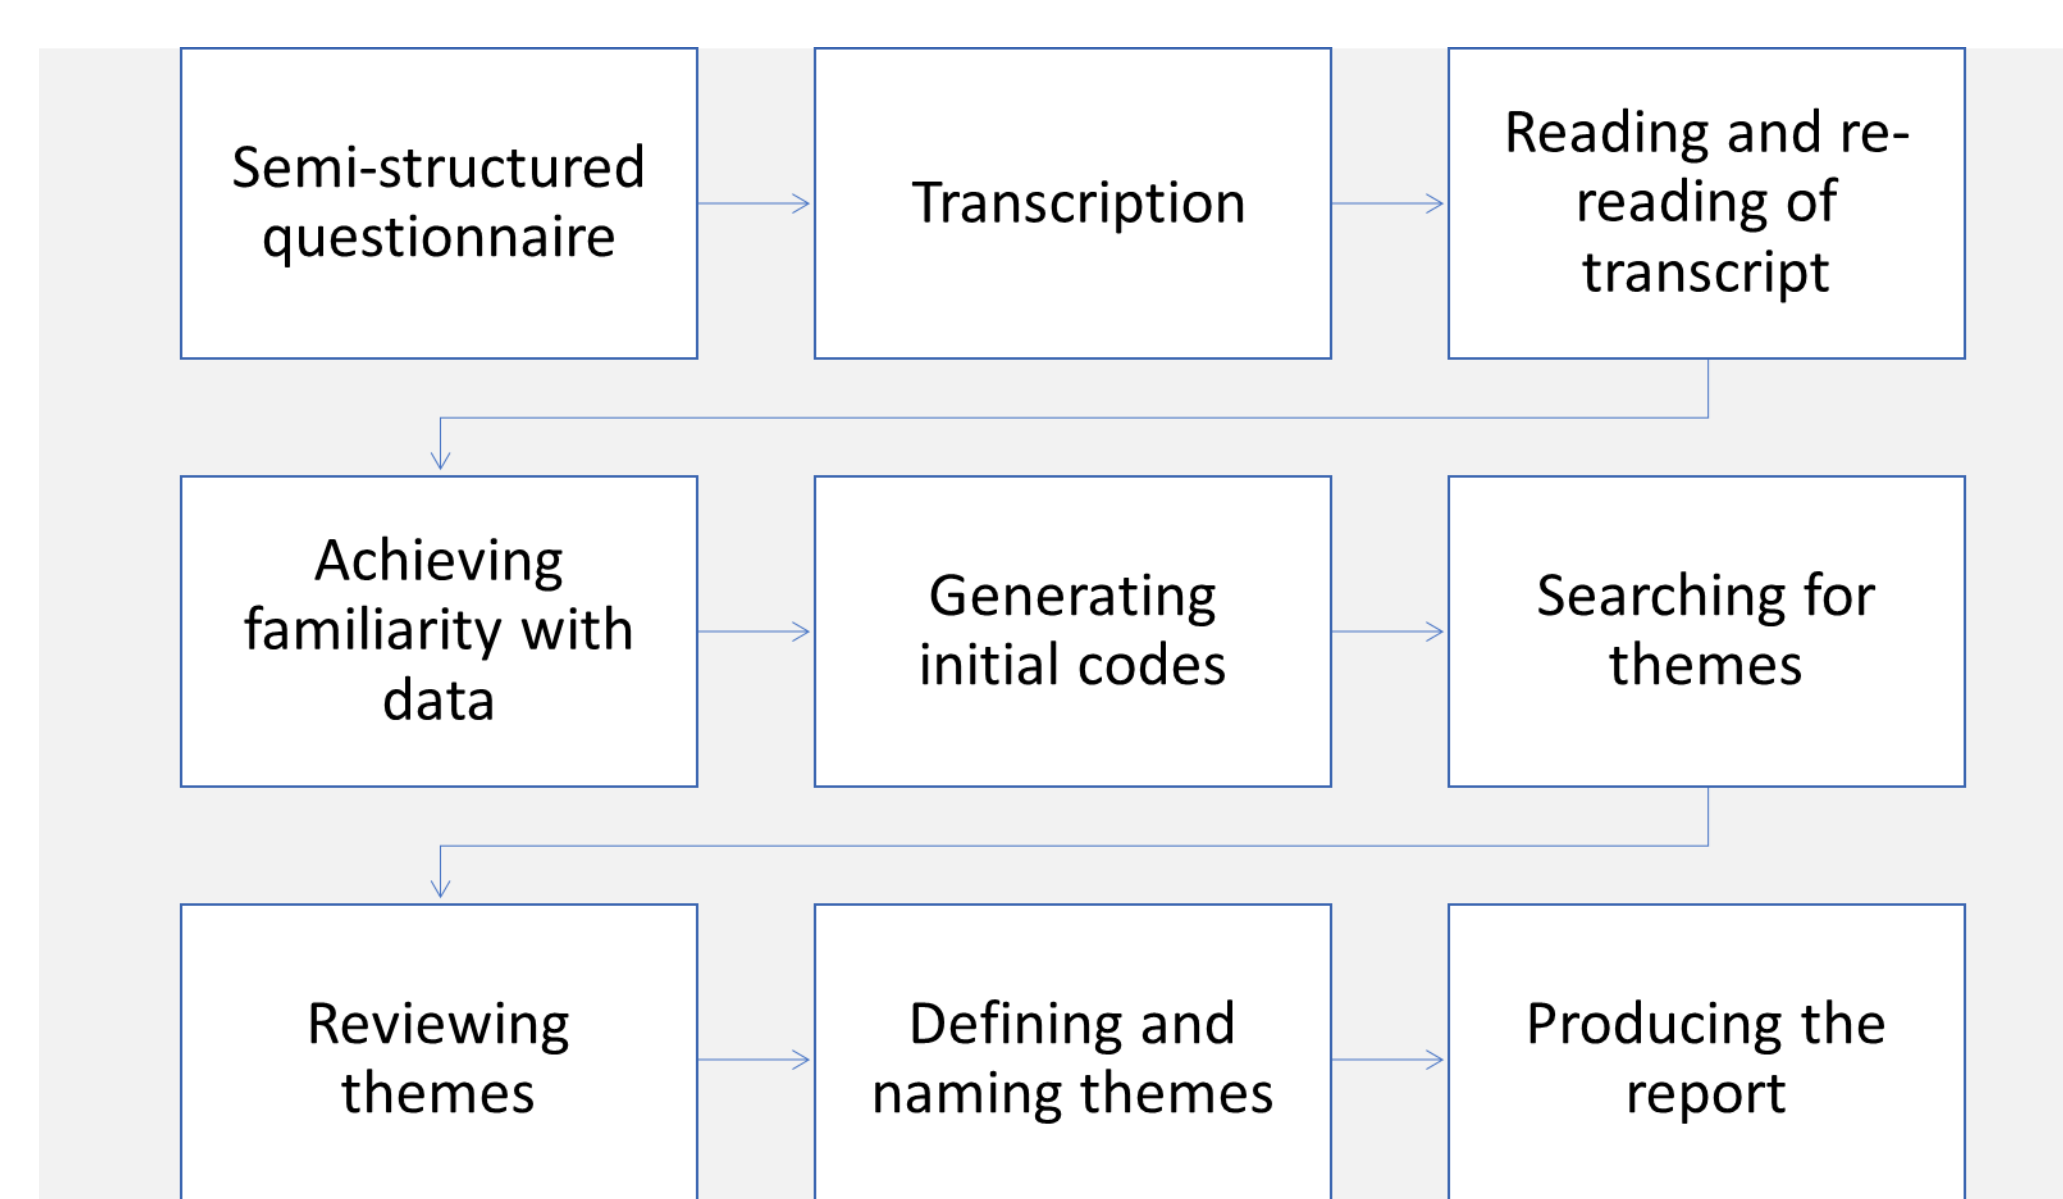 Semi-structured
questionnaire
Transcription
Reading and re-
reading of
transcript
Achieving
familiarity with
data
Generating
initial codes
Searching for
themes
Reviewing
themes
Defining and
naming themes
Producing the
report